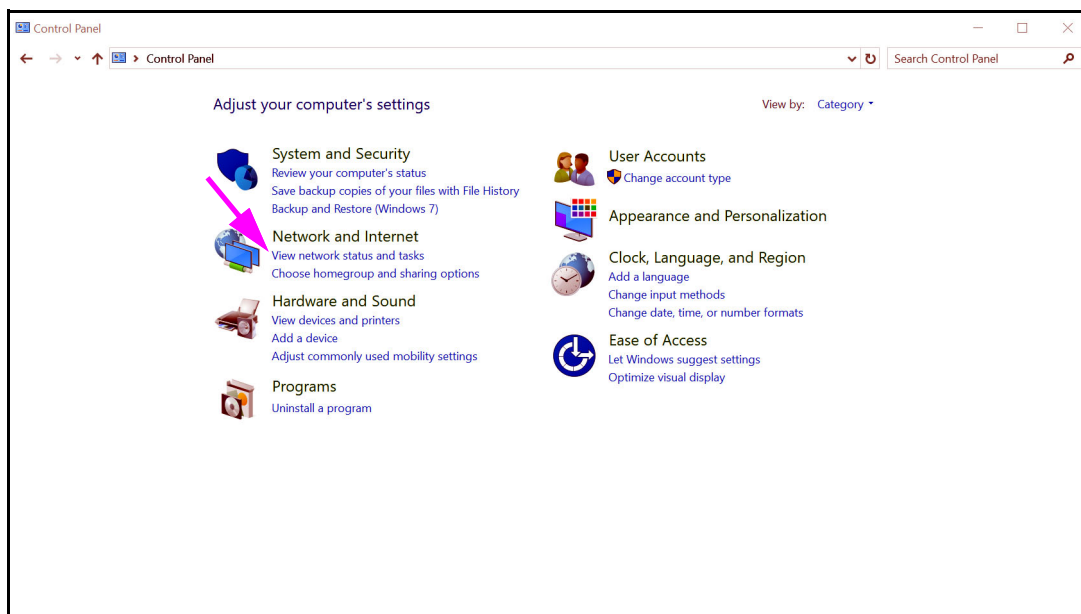 Control Panel
Control Panel
Search Control Panel
Adjust your computer's settings
View by: Category
System and Security
Review your computer's status
Save backup copies of your files with File History
Backup and Restore (Windows 7)
Network and Internet
View network status and tasks
Choose homegroup and sharing options
Hardware and Sound
View devices and printers
Add a device
Adjust commonly used mobility settings
Programs
Uninstall a program
User Accounts
Change account type
Appearance and Personalization
Clock, Language, and Region
Add a language
Change input methods
Change date, time, or number formats
Ease of Access
Let Windows suggest settings
Optimize visual display